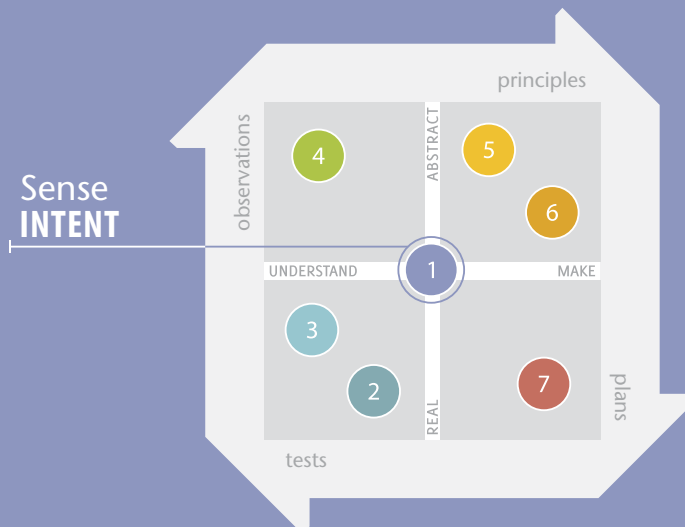 principles
observations
ABSTRACT
4
5
6
Sense
INTENT
UNDERSTAND
1
MAKE
3
2
7
REAL
plans
tests